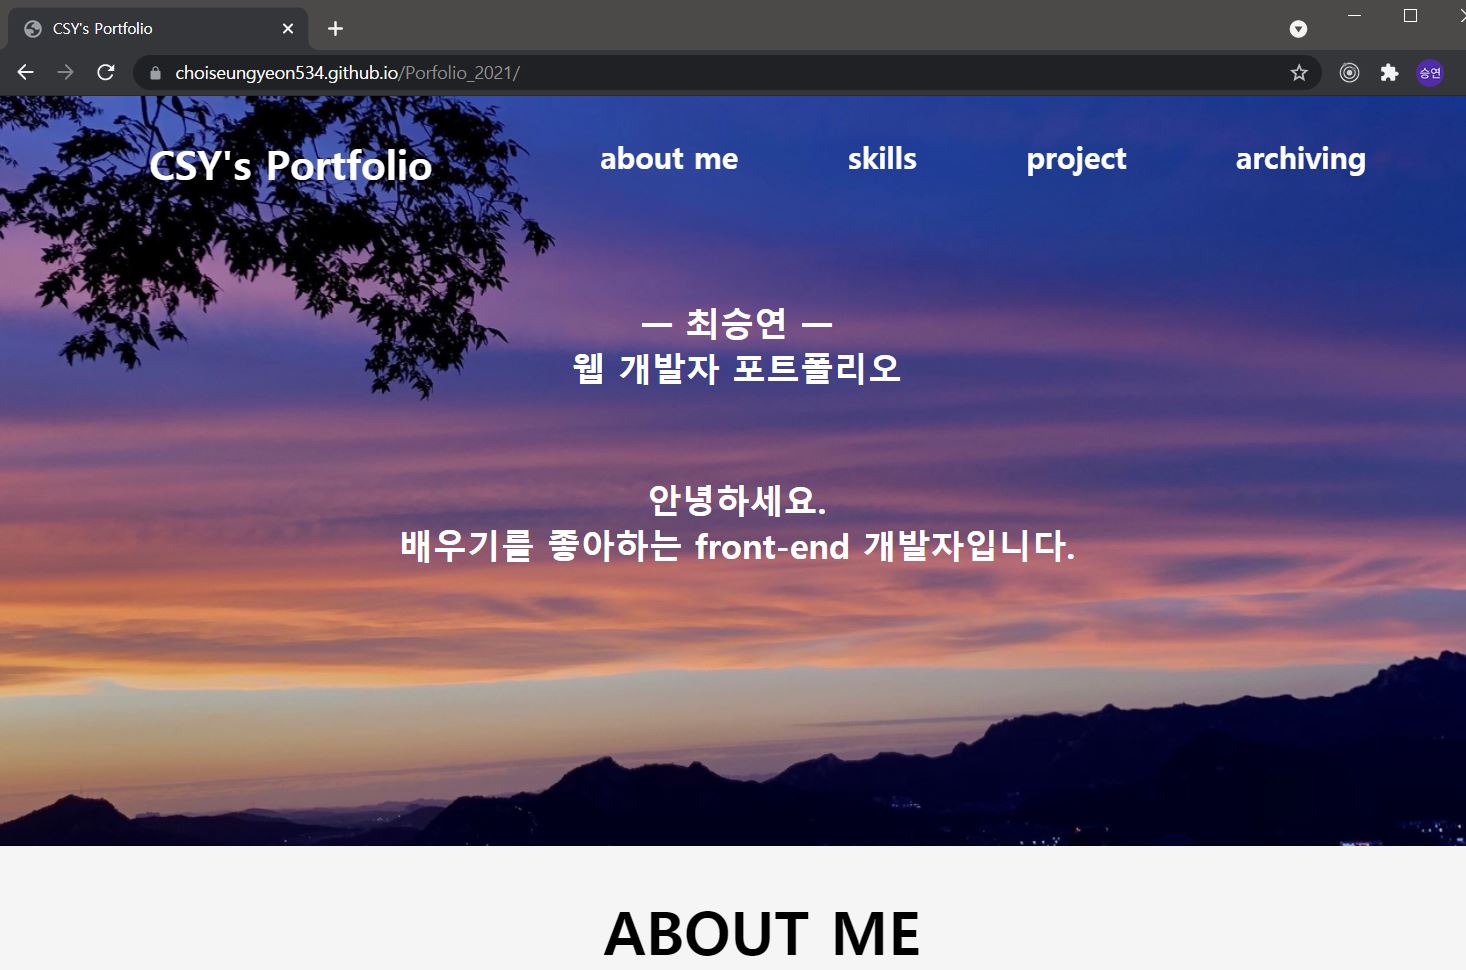 CSY's Portfolio
choiseungyeon534.github.io/Porfolio_2021/
승연
CSY's Portfolio
about me
skills
project
archiving
— 최승연 —
웹 개발자 포트폴리오
안녕하세요.
배우기를 좋아하는 front-end 개발자입니다.
ABOUT ME